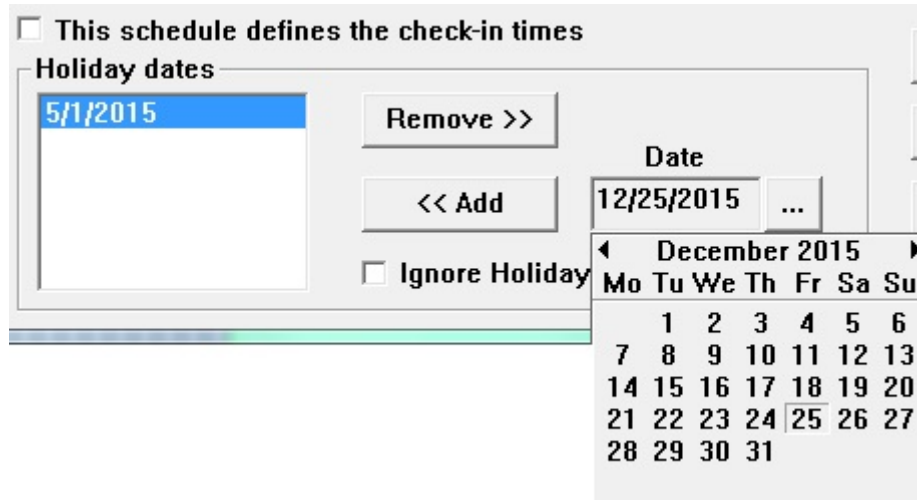 This schedule defines the check-in times
Holiday dates
5/1/2015
Remove >>
Date
<< Add
12/25/2015
...
Ignore Holiday
December 2015
Mo Tu We Th Fr Sa Su
1 2 3 4 5 6
7 8 9 10 11 12 13
14 15 16 17 18 19 20
21 22 23 24 25 26 27
28 29 30 31